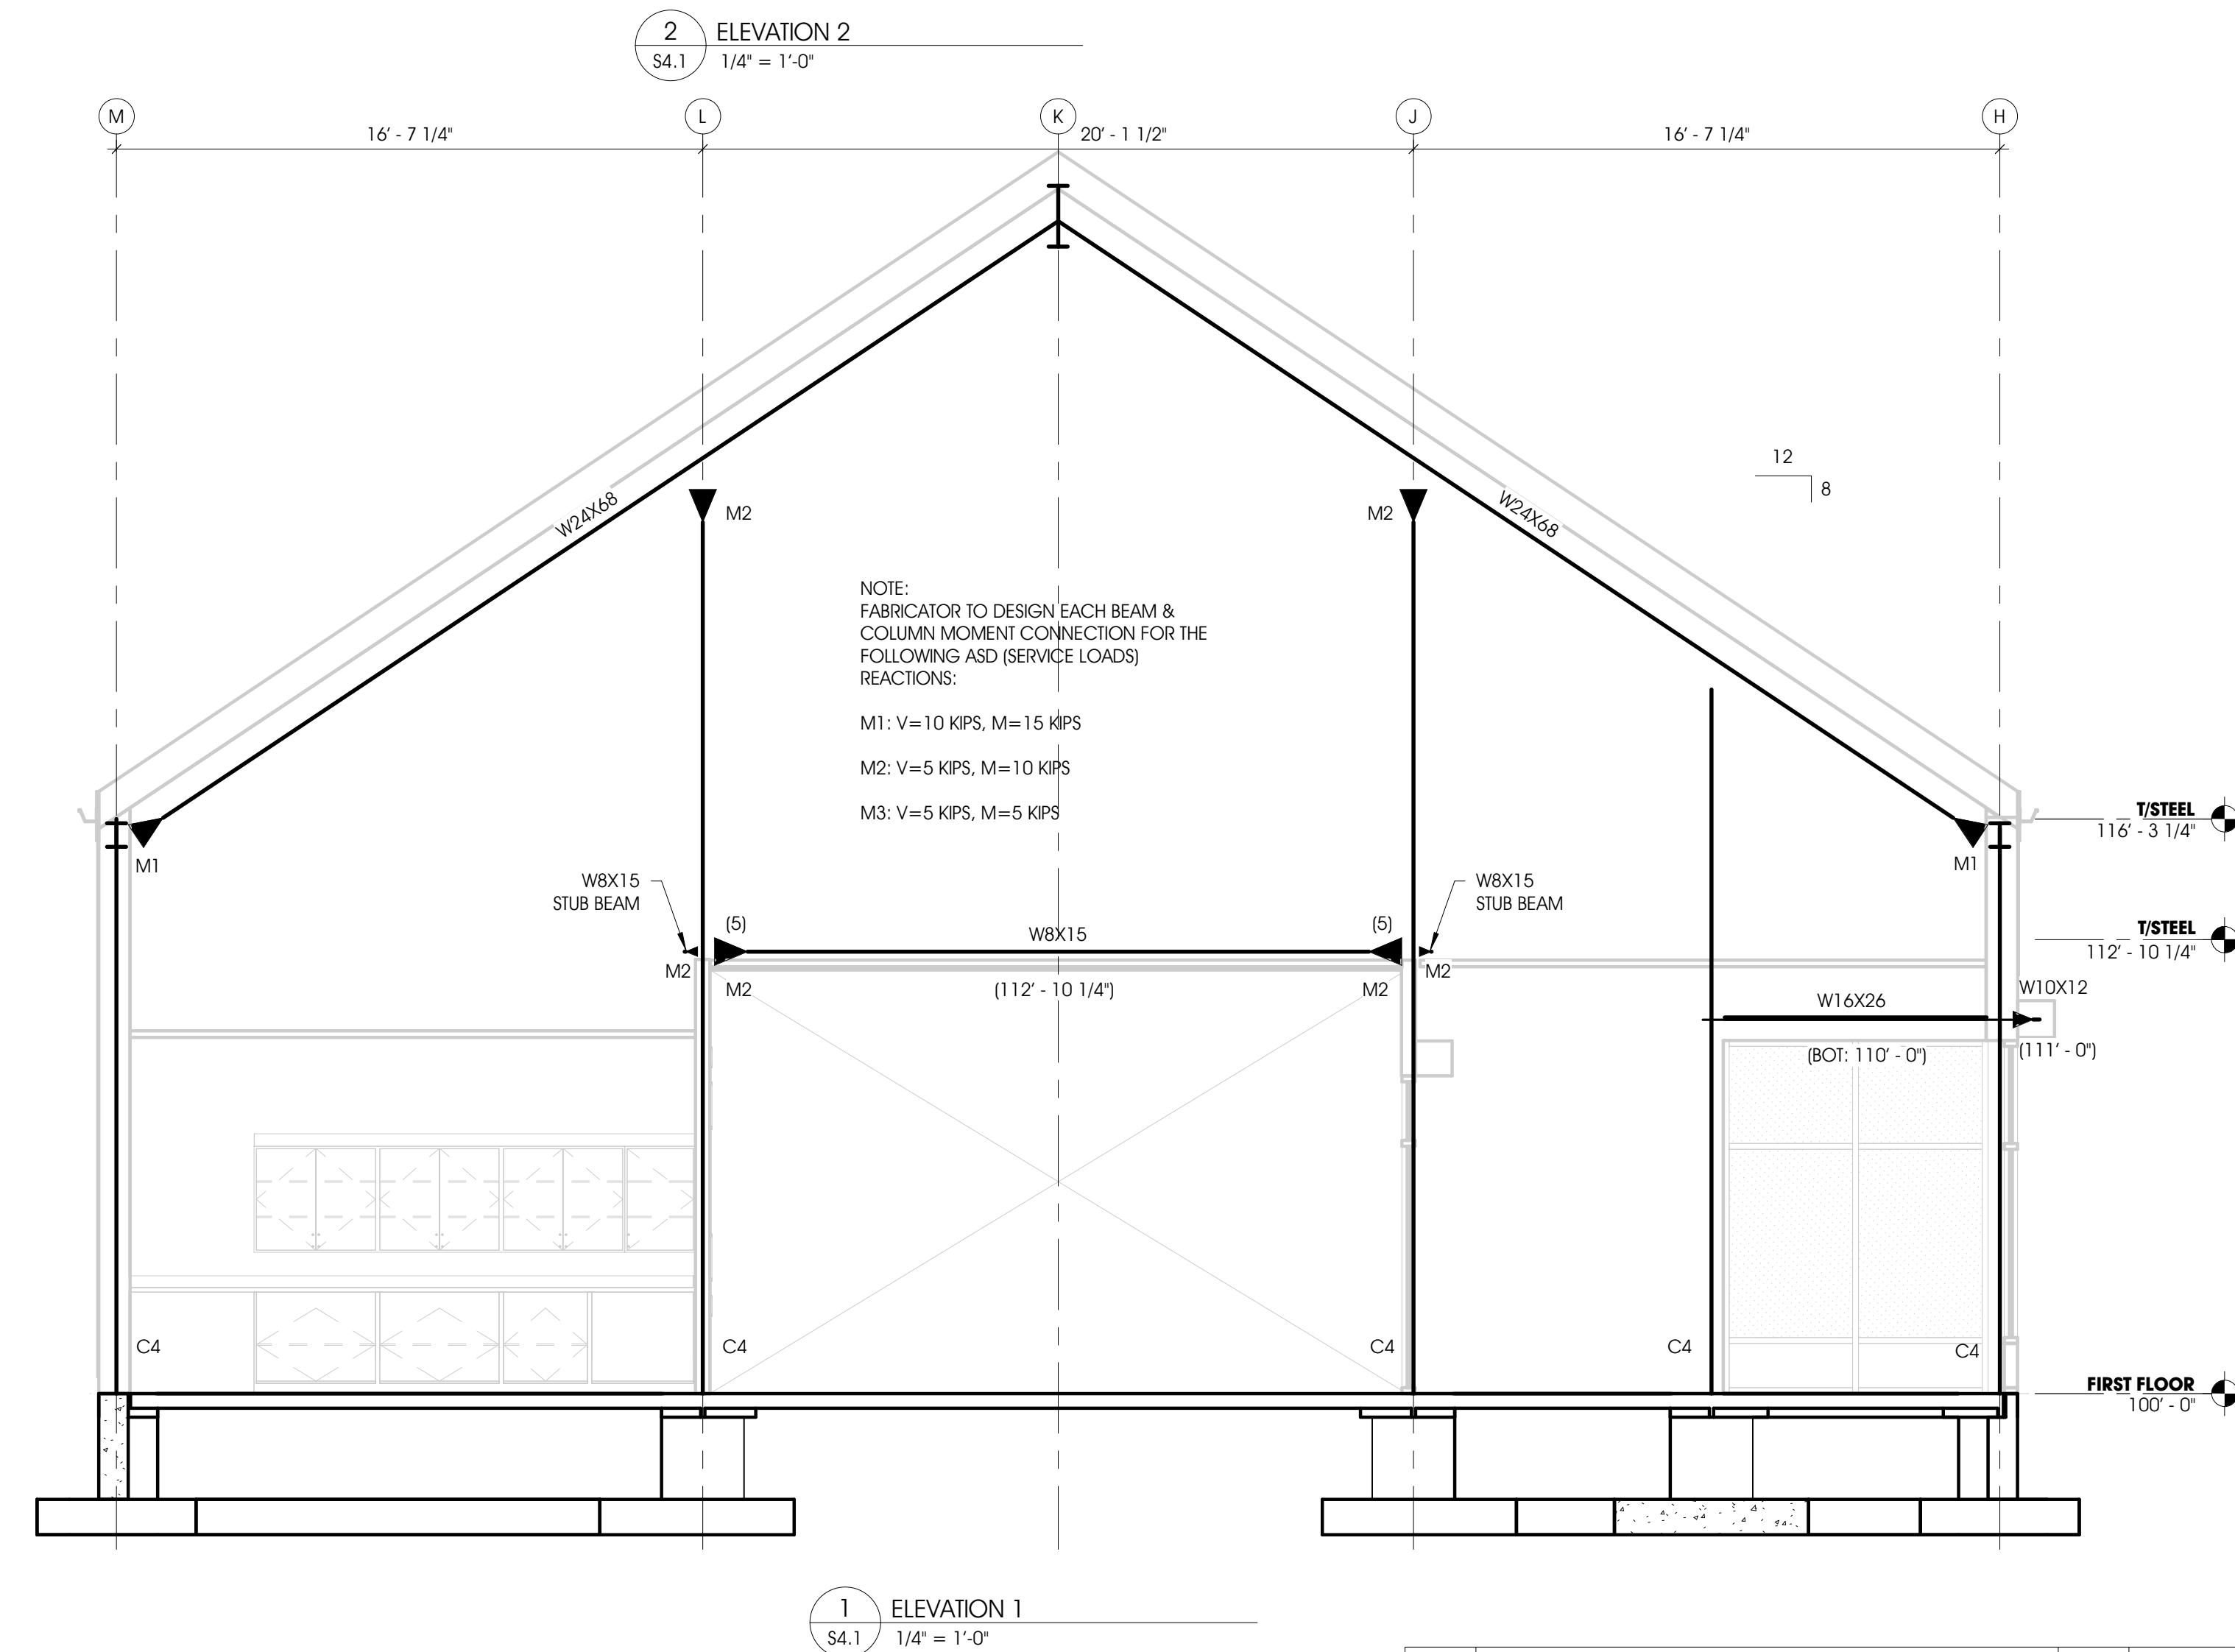 2
ELEVATION 2
S4.1
1/4" = 1'-0"
M
L
K
J
H
16' - 7 1/4"
20' - 1 1/2"
16' - 7 1/4"
12
8
W24X68
W24X68
M2
M2
NOTE:
FABRICATOR TO DESIGN EACH BEAM &
COLUMN MOMENT CONNECTION FOR THE
FOLLOWING ASD (SERVICE LOADS)
REACTIONS:
M1: V=10 KIPS, M=15 KIPS
M2: V=5 KIPS, M=10 KIPS
M3: V=5 KIPS, M=5 KIPS
T/STEEL
116' - 3 1/4"
M1
M1
W8X15
STUB BEAM
W8X15
STUB BEAM
(5)
(5)
W8X15
T/STEEL
112' - 10 1/4"
M2
M2
M2
(112' - 10 1/4")
M2
W16X26
W10X12
(BOT: 110' - 0")
(111' - 0")
C4
C4
C4
C4
C4
FIRST FLOOR
100' - 0"
1
ELEVATION 1
S4.1
1/4" = 1'-0"